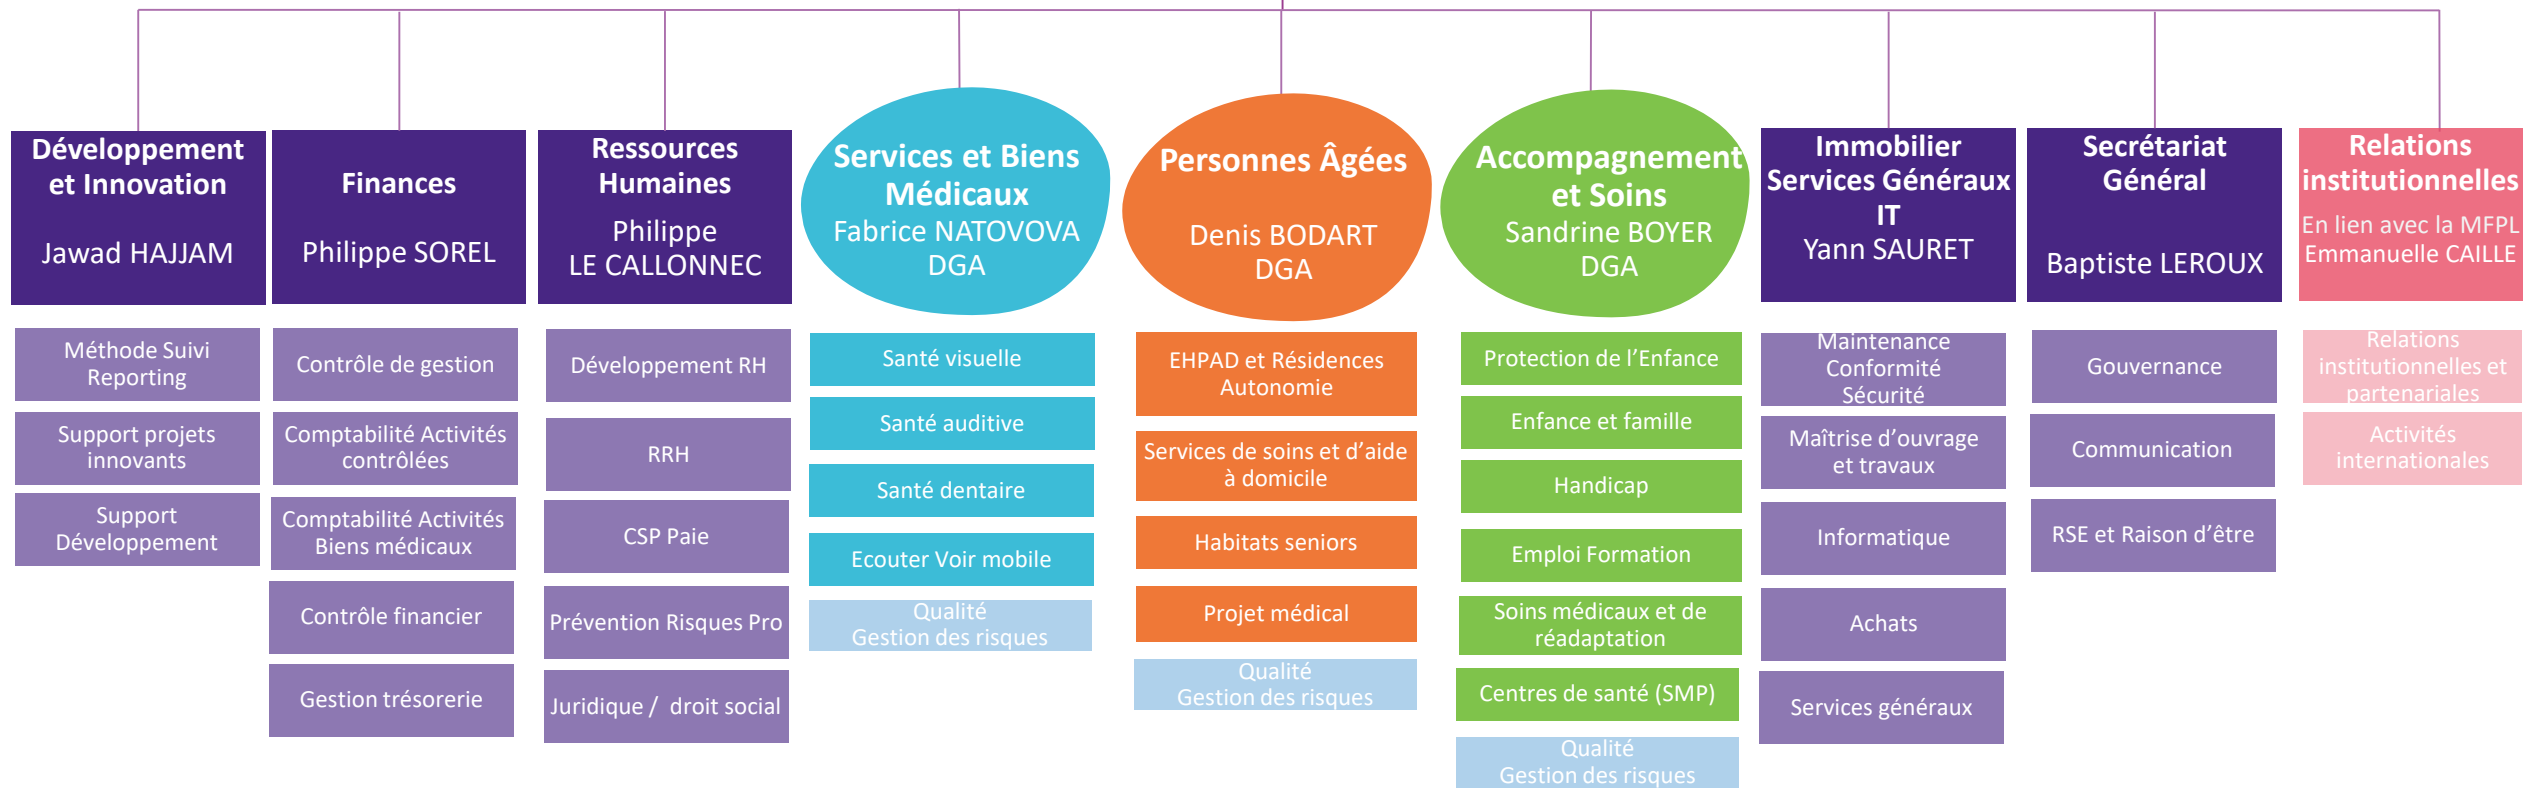 Développement
et Innovation
Jawad HAJJAM
Méthode Suivi
Reporting
Support projets
innovants
Support
Développement
Finances
Philippe SOREL
Contrôle de gestion
Comptabilité Activités
contrôlées
Comptabilité Activités
Biens médicaux
Contrôle financier
Gestion trésorerie
Ressources
Humaines
Philippe
LE CALLONNEC
Développement RH
RRH
CSP Paie
Prévention Risques Pro
Juridique / droit social
Services et Biens
Médicaux
Fabrice NATOVOVA
DGA
Santé visuelle
Santé auditive
Santé dentaire
Ecouter Voir mobile
Qualité
Gestion des risques
Personnes Âgées
Denis BODART
DGA
EHPAD et Résidences
Autonomie
Services de soins et d’aide
à domicile
Habitats seniors
Projet médical
Qualité
Gestion des risques
Accompagnement
et Soins
Sandrine BOYER
DGA
Protection de l’Enfance
Enfance et famille
Handicap
Emploi Formation
Soins médicaux et de
réadaptation
Centres de santé (SMP)
Qualité
Gestion des risques
Immobilier
Services Généraux
IT
Yann SAURET
Maintenance
Conformité
Sécurité
Maîtrise d’ouvrage
et travaux
Informatique
Achats
Services généraux
Secrétariat
Général
Baptiste LEROUX
Gouvernance
Communication
RSE et Raison d’être
Relations
institutionnelles
En lien avec la MFPL
Emmanuelle CAILLE
Relations
institutionnelles et
partenariales
Activités
internationales